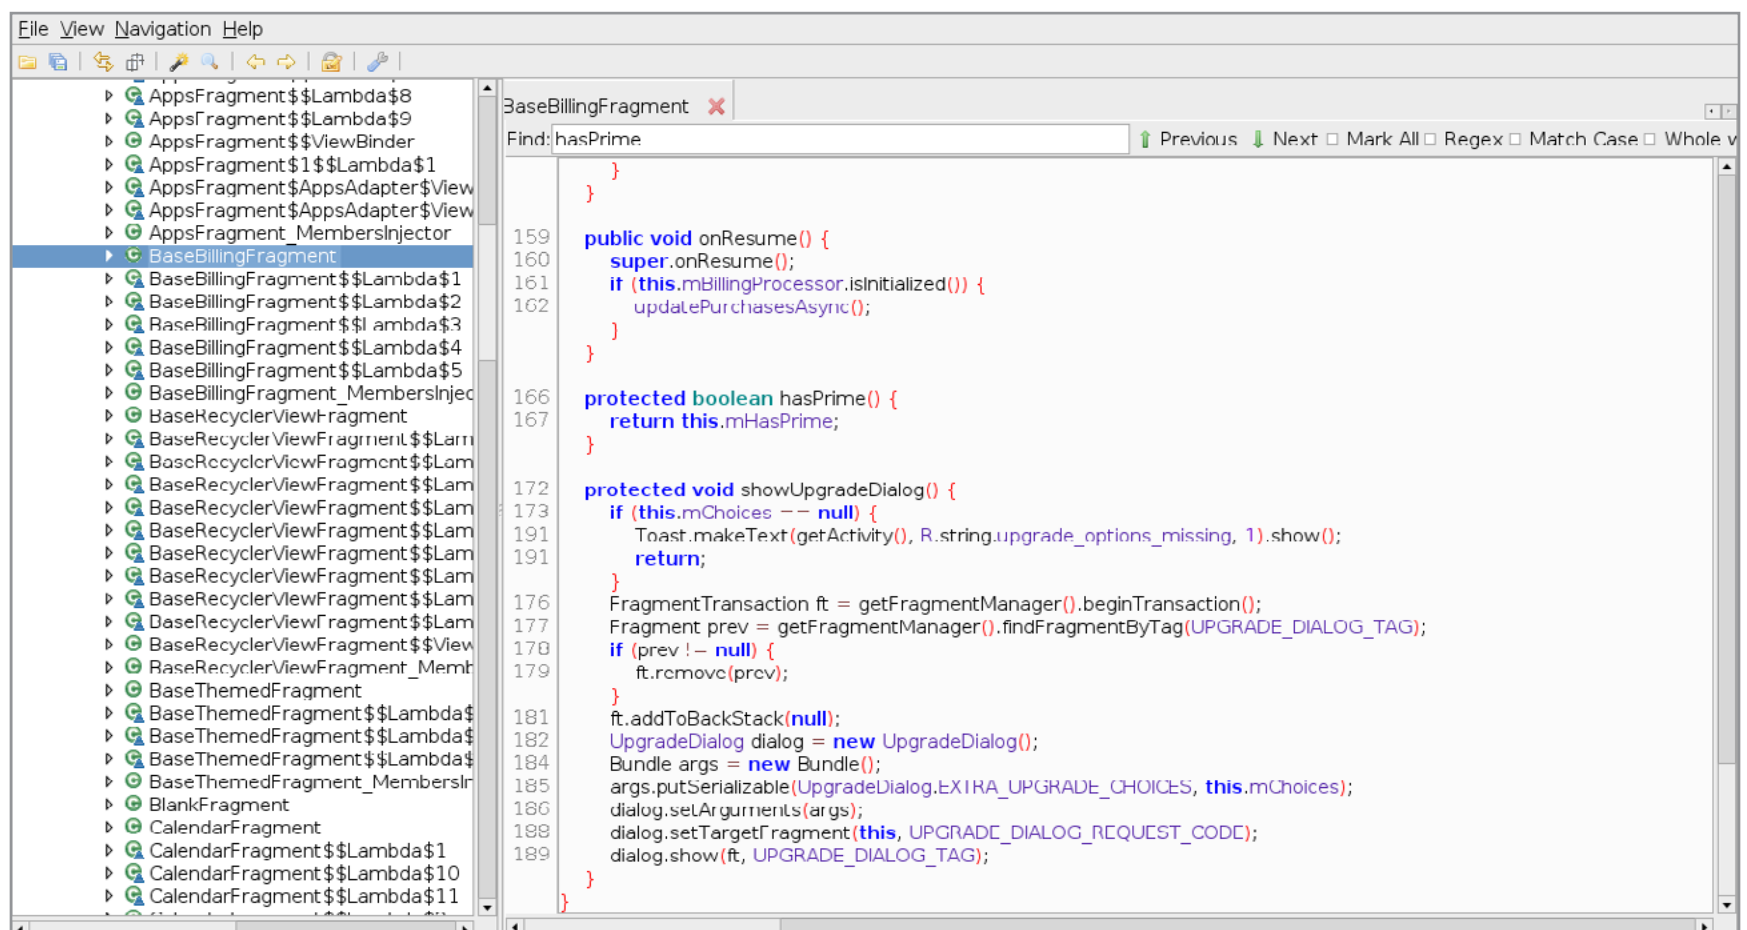 File View Navigation Help
AppsFragment$$Lambda$8
AppsFragment$$Lambda$9
AppsFragment$$ViewBinder
AppsFragment$1$$Lambda$1
AppsFragment$AppsAdapter$View
AppsFragment$AppsAdapter$View
AppsFragment_MembersInjector
BaseBillingFragment
BaseBillingFragment$$Lambda$1
BaseBillingFragment$$Lambda$2
BaseBillingFragment$$Lambda$3
BaseBillingFragment$$Lambda$4
BaseBillingFragment$$Lambda$5
BaseBillingFragment_MembersInjec
BaseRecyclerViewFragment
BaseRecyclerViewFragment$$Lam
BaseRecyclerViewFragment$$Lam
BaseRecyclerViewFragment$$Lam
BaseRecyclerViewFragment$$Lam
BaseRecyclerViewFragment$$Lam
BaseRecyclerViewFragment$$Lam
BaseRecyclerViewFragment$$Lam
BaseRecyclerViewFragment$$Lam
BaseRecyclerViewFragment$$Lam
BaseRecyclerViewFragment$$View
BaseRecyclerViewFragment_Memb
BaseThemedFragment
BaseThemedFragment$$Lambda$
BaseThemedFragment$$Lambda$
BaseThemedFragment$$Lambda$
BaseThemedFragment_MembersIn
BlankFragment
CalendarFragment
CalendarFragment$$Lambda$1
CalendarFragment$$Lambda$10
CalendarFragment$$Lambda$11
BaseBillingFragment
Find: hasPrime Previous Next Mark All Regex Match Case Whole w
}
}
159 public void onResume() {
160 super.onResume();
161 if (this.mBillingProcessor.isInitialized()) {
162 updatePurchasesAsync();
}
}
166 protected boolean hasPrime() {
167 return this.mHasPrime;
}
172 protected void showUpgradeDialog() {
173 if (this.mChoices == null) {
191 Toast.makeText(getActivity(), R.string.upgrade_options_missing, 1).show();
191 return;
}
176 FragmentTransaction ft = getFragmentManager().beginTransaction();
177 Fragment prev = getFragmentManager().findFragmentByTag(UPGRADE_DIALOG_TAG);
178 if (prev != null) {
179 ft.remove(prev);
}
181 ft.addToBackStack(null);
182 UpgradeDialog dialog = new UpgradeDialog();
184 Bundle args = new Bundle();
185 args.putSerializable(UpgradeDialog.EXTRA_UPGRADE_CHOICES, this.mChoices);
186 dialog.setArguments(args);
188 dialog.setTargetFragment(this, UPGRADE_DIALOG_REQUEST_CODE);
189 dialog.show(ft, UPGRADE_DIALOG_TAG);
}
}